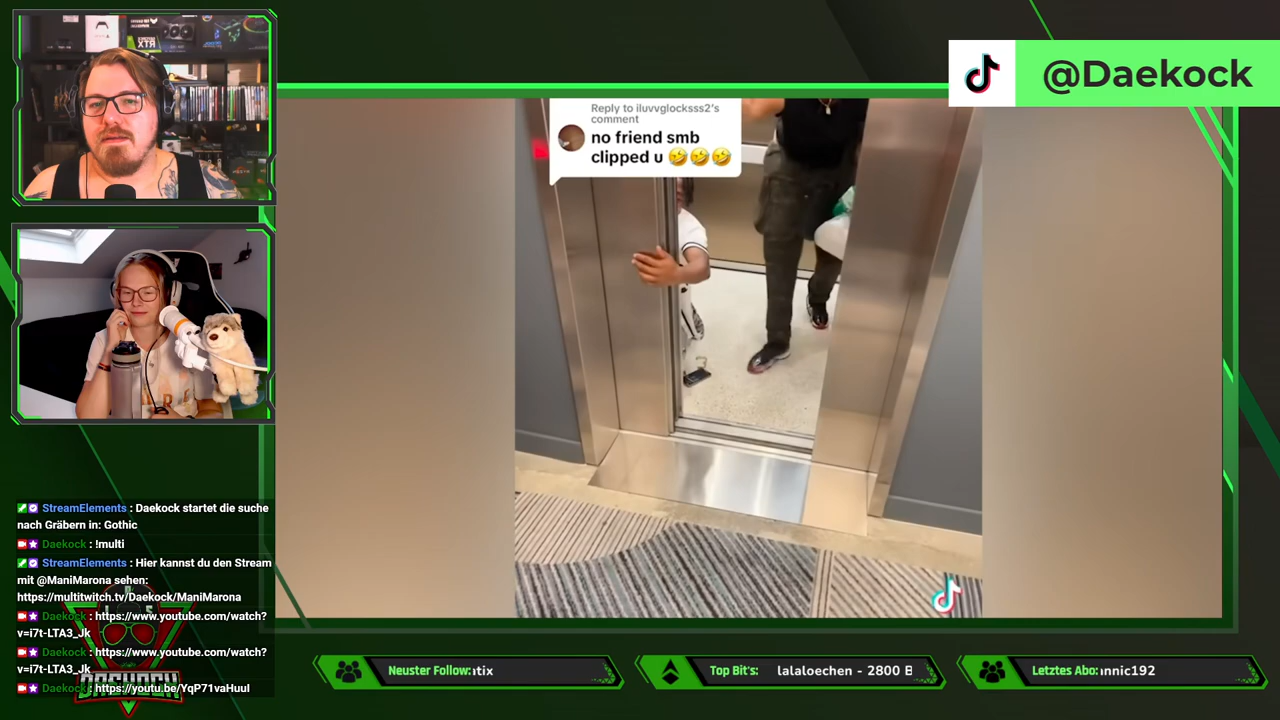 @Daekock
Reply to iluvvglocksss2's
comment
no friend smb
clipped u 🤣🤣🤣
StreamElements : Daekock startet die suche
nach Gräbern in: Gothic
Daekock : !multi
StreamElements : Hier kannst du den Stream
mit @ManiMarona sehen:
https://multitwitch.tv/Daekock/ManiMarona
Daekock : https://www.youtube.com/watch?
v=i7t-LTA3_Jk
Daekock : https://www.youtube.com/watch?
v=i7t-LTA3_Jk
Daekock : https://youtu.be/YqP71vaHuuI
DAEKOCK
Neuster Follow: ntix
Top Bit's: lalaloechen - 2800 B
Letztes Abo: nnic192